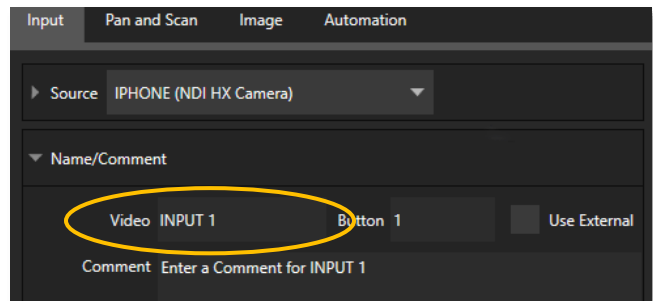 Input Pan and Scan Image Automation
Source IPHONE (NDI HX Camera)
Name/Comment
Video INPUT 1 Button 1 Use External
Comment Enter a Comment for INPUT 1